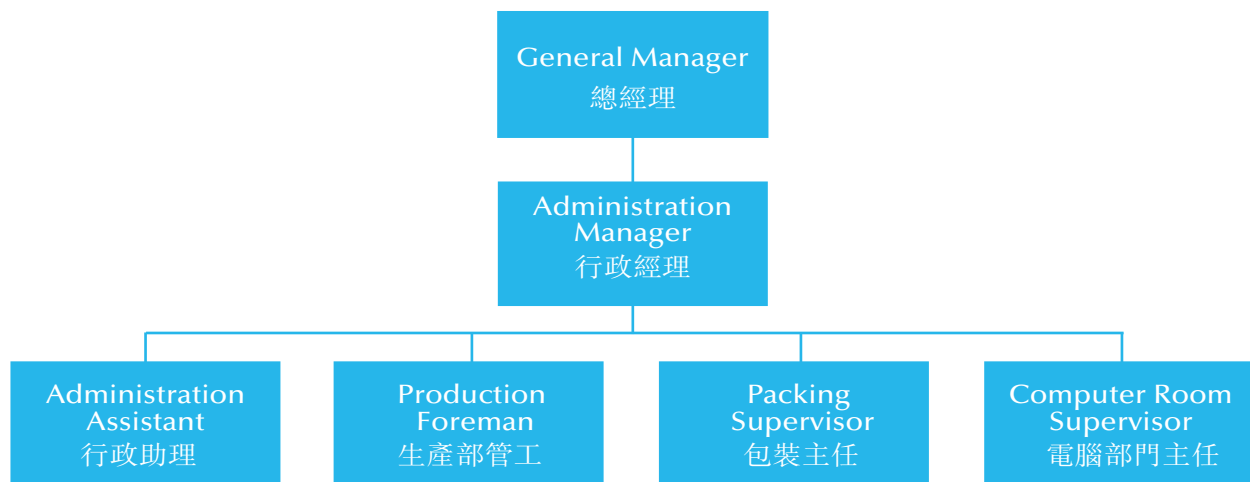 General Manager
總經理
Administration
Manager
行政經理
Administration
Assistant
行政助理
Production
Foreman
生產部管工
Packing
Supervisor
包裝主任
Computer Room
Supervisor
電腦部門主任